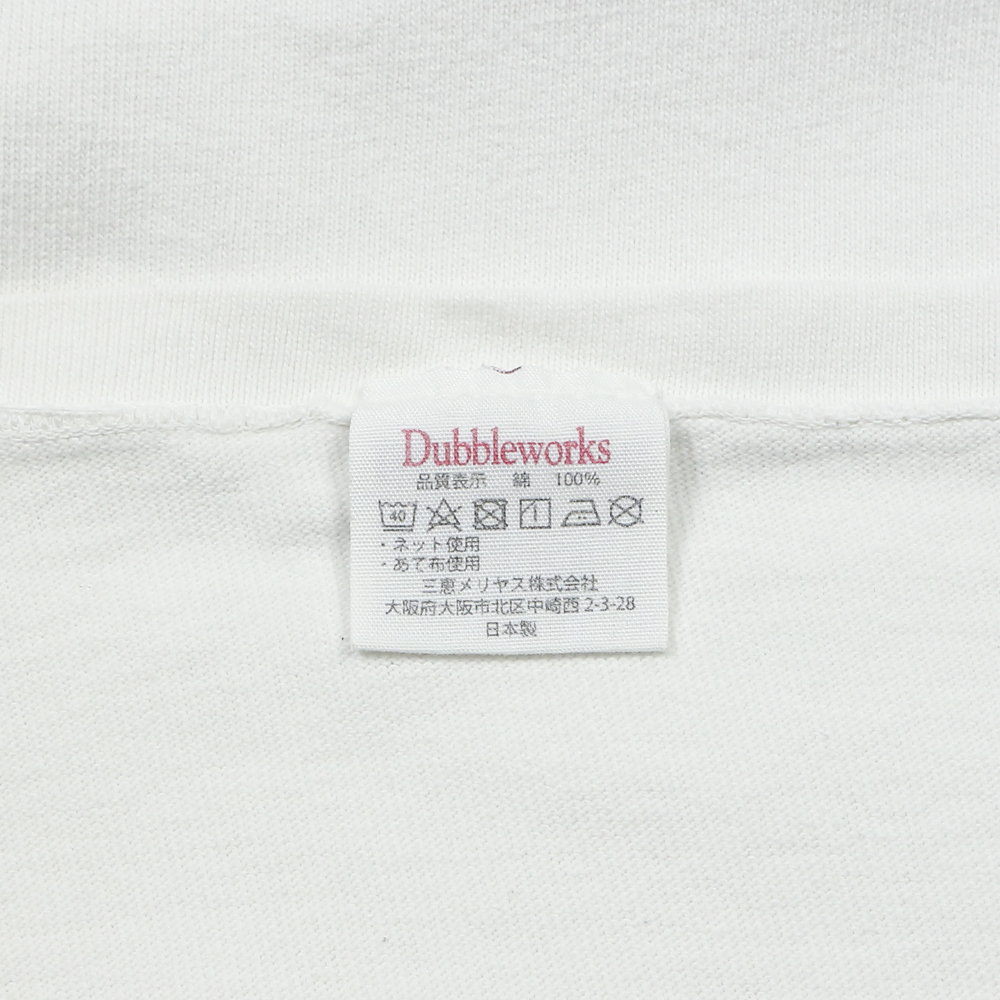 Dubbleworks
品質表示 綿 100%
40
・ネット使用
・あて布使用
三恵メリヤス株式会社
大阪府大阪市北区中崎西 2-3-28
日本製